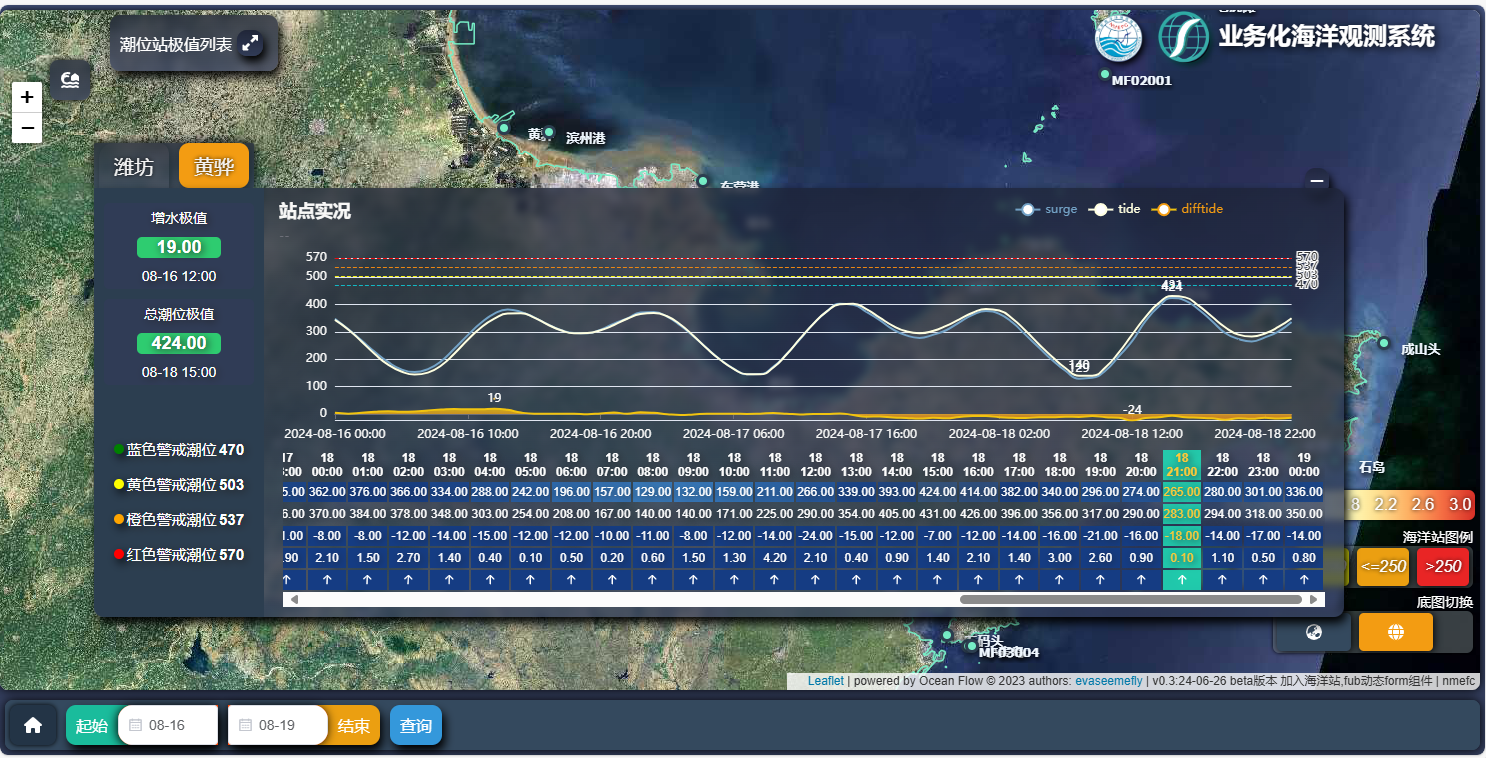 潮位站极值列表
业务化海洋观测系统
+
−
MF02001
滨州港
潍坊
黄骅
站点实况
surge
tide
difftide
增水极值
19.00
08-16 12:00
总潮位极值
424.00
08-18 15:00
蓝色警戒潮位 470
黄色警戒潮位 503
橙色警戒潮位 537
红色警戒潮位 570
570
500
400
300
200
100
0
570
537
503
470
424
129
19
-24
2024-08-16 00:00
2024-08-16 10:00
2024-08-16 20:00
2024-08-17 06:00
2024-08-17 16:00
2024-08-18 02:00
2024-08-18 12:00
2024-08-18 22:00
18 18 18 18 18 18 18 18 18 18 18 18 18 18 18 18 18 18 18 18 18 18 18 18 19
00:00 01:00 02:00 03:00 04:00 05:00 06:00 07:00 08:00 09:00 10:00 11:00 12:00 13:00 14:00 15:00 16:00 17:00 18:00 19:00 20:00 21:00 22:00 23:00 00:00
362.00 376.00 366.00 334.00 288.00 242.00 196.00 157.00 129.00 132.00 159.00 211.00 266.00 339.00 393.00 424.00 414.00 382.00 340.00 296.00 274.00 265.00 280.00 301.00 336.00
370.00 384.00 378.00 348.00 303.00 254.00 208.00 167.00 140.00 140.00 171.00 225.00 290.00 354.00 405.00 431.00 426.00 396.00 356.00 317.00 290.00 283.00 294.00 318.00 350.00
-8.00 -8.00 -12.00 -14.00 -15.00 -12.00 -12.00 -10.00 -11.00 -8.00 -12.00 -14.00 -24.00 -15.00 -12.00 -7.00 -12.00 -14.00 -16.00 -21.00 -16.00 -18.00 -14.00 -17.00 -14.00
2.10 1.50 2.70 1.40 0.40 0.10 0.50 0.20 0.60 1.50 1.30 4.20 2.10 0.40 0.90 1.40 2.10 1.40 3.00 2.60 0.90 0.10 1.10 0.50 0.80
成山头
石岛
8 2.2 2.6 3.0
海洋站图例
<=250
>250
底图切换
码头
MF03004
Leaflet | powered by Ocean Flow © 2023 authors: evaseemefly | v0.3:24-06-26 beta版本 加入海洋站,fub动态form组件 | nmefc
起始
08-16
08-19
结束
查询